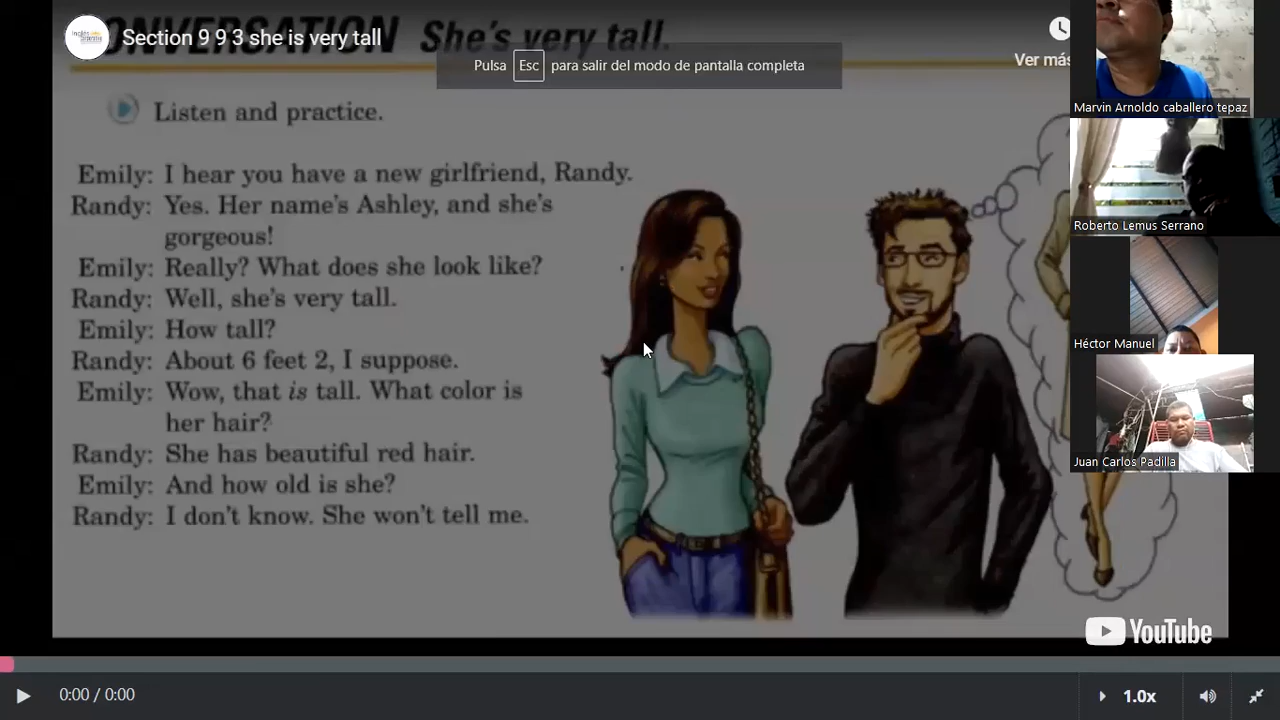 CONVERSATION She's very tall.
Section 9 9 3 she is very tall
Pulsa Esc para salir del modo de pantalla completa
Ver más
Listen and practice.
Emily: I hear you have a new girlfriend, Randy.
Randy: Yes. Her name's Ashley, and she's
gorgeous!
Emily: Really? What does she look like?
Randy: Well, she's very tall.
Emily: How tall?
Randy: About 6 feet 2, I suppose.
Emily: Wow, that is tall. What color is
her hair?
Randy: She has beautiful red hair.
Emily: And how old is she?
Randy: I don't know. She won't tell me.
Marvin Arnoldo caballero tepaz
Roberto Lemus Serrano
Héctor Manuel
Juan Carlos Padilla
YouTube
0:00 / 0:00
1.0x